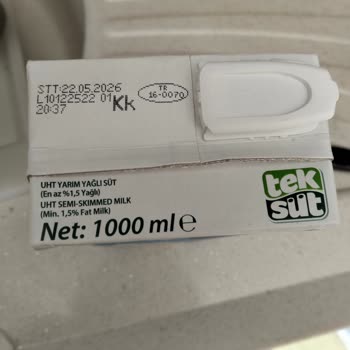 STT:22.05.2026
L10122522 01 Kk
20:37
TR
16-0070
UHT YARIM YAĞLI SÜT
(En az %1,5 Yağlı)
UHT SEMI-SKIMMED MILK
(Min. 1,5% Fat Milk)
Net: 1000 ml ℮
tek
süt